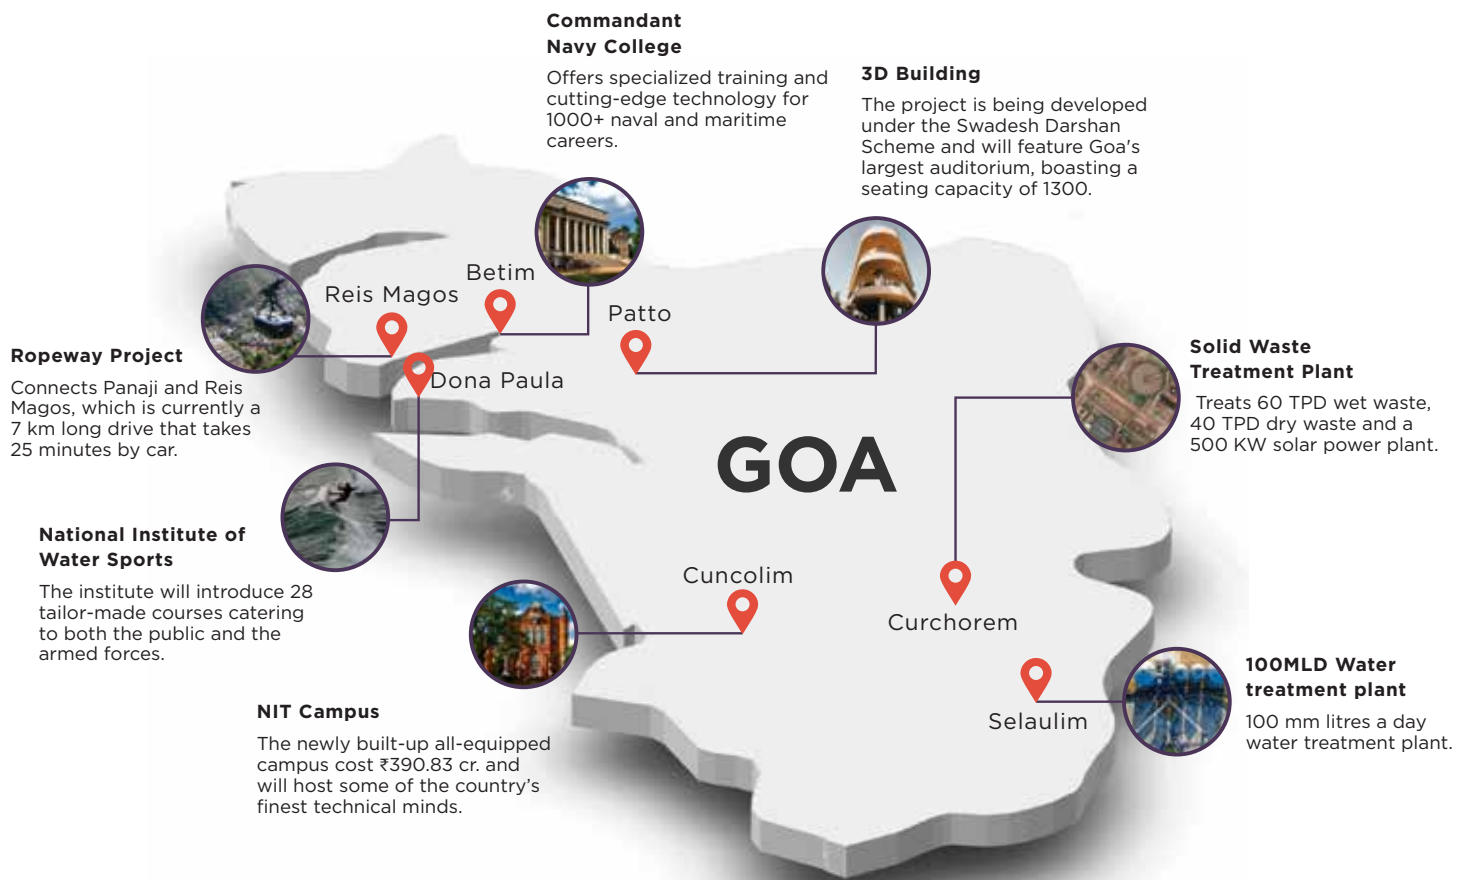 Commandant
Navy College
Offers specialized training and
cutting-edge technology for
1000+ naval and maritime
careers.
3D Building
The project is being developed
under the Swadesh Darshan
Scheme and will feature Goa's
largest auditorium, boasting a
seating capacity of 1300.
Betim
Reis Magos
Patto
Dona Paula
Ropeway Project
Connects Panaji and Reis
Magos, which is currently a
7 km long drive that takes
25 minutes by car.
Solid Waste
Treatment Plant
Treats 60 TPD wet waste,
40 TPD dry waste and a
500 KW solar power plant.
GOA
National Institute of
Water Sports
The institute will introduce 28
tailor-made courses catering
to both the public and the
armed forces.
Cuncolim
Curchorem
Selaulim
100MLD Water
treatment plant
100 mm litres a day
water treatment plant.
NIT Campus
The newly built-up all-equipped
campus cost ₹390.83 cr. and
will host some of the country’s
finest technical minds.